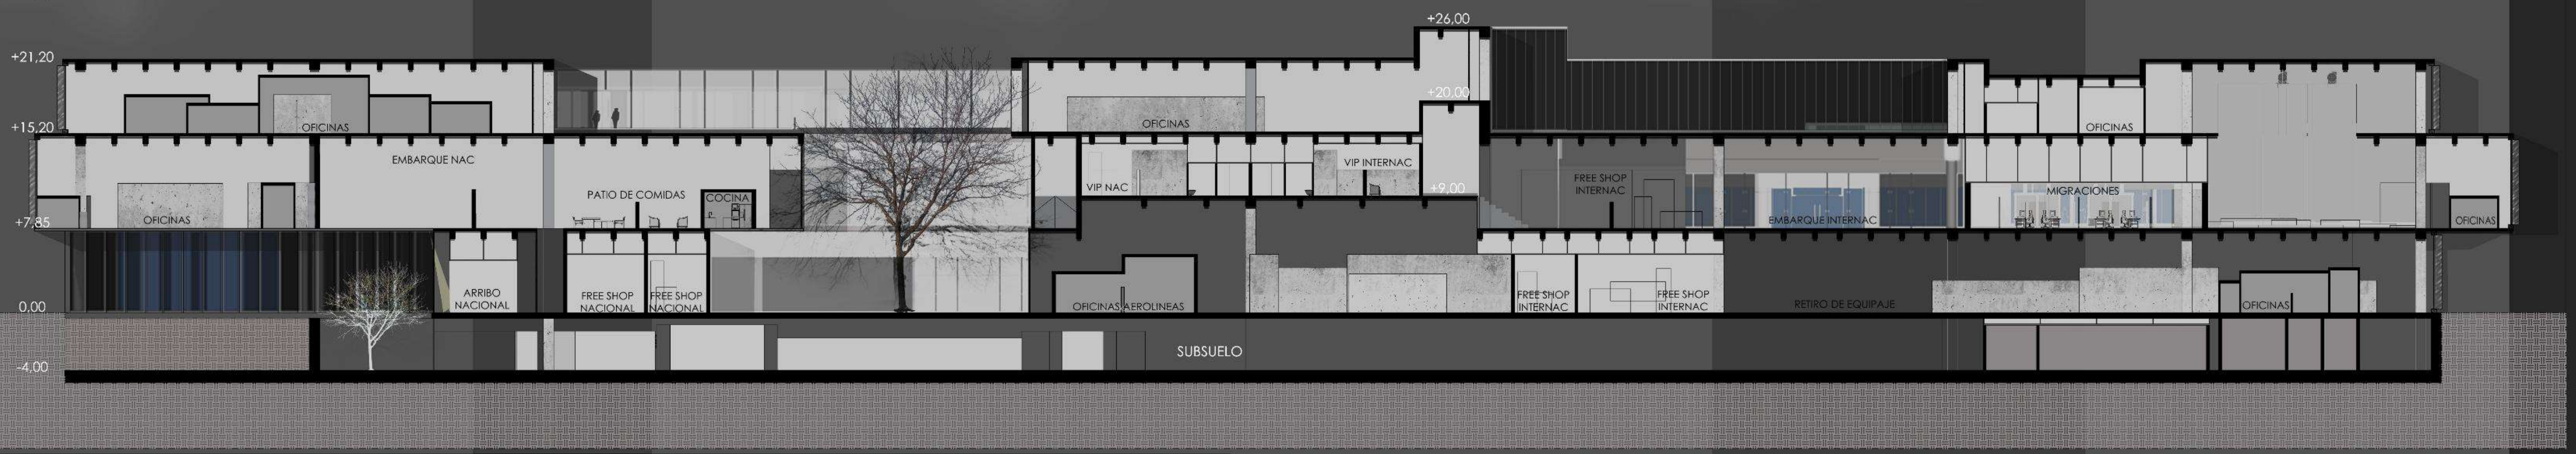 +26,00
+21,20
+20,00
OFICINAS
OFICINAS
OFICINAS
+15,20
EMBARQUE NAC
VIP INTERNAC
VIP NAC
+9,00
FREE SHOP
INTERNAC
MIGRACIONES
PATIO DE COMIDAS
COCINA
OFICINAS
EMBARQUE INTERNAC
OFICINAS
+7,85
ARRIBO
NACIONAL
FREE SHOP
NACIONAL
FREE SHOP
NACIONAL
OFICINAS AEROLINEAS
FREE SHOP
INTERNAC
FREE SHOP
INTERNAC
RETIRO DE EQUIPAJE
OFICINAS
0,00
SUBSUELO
-4,00